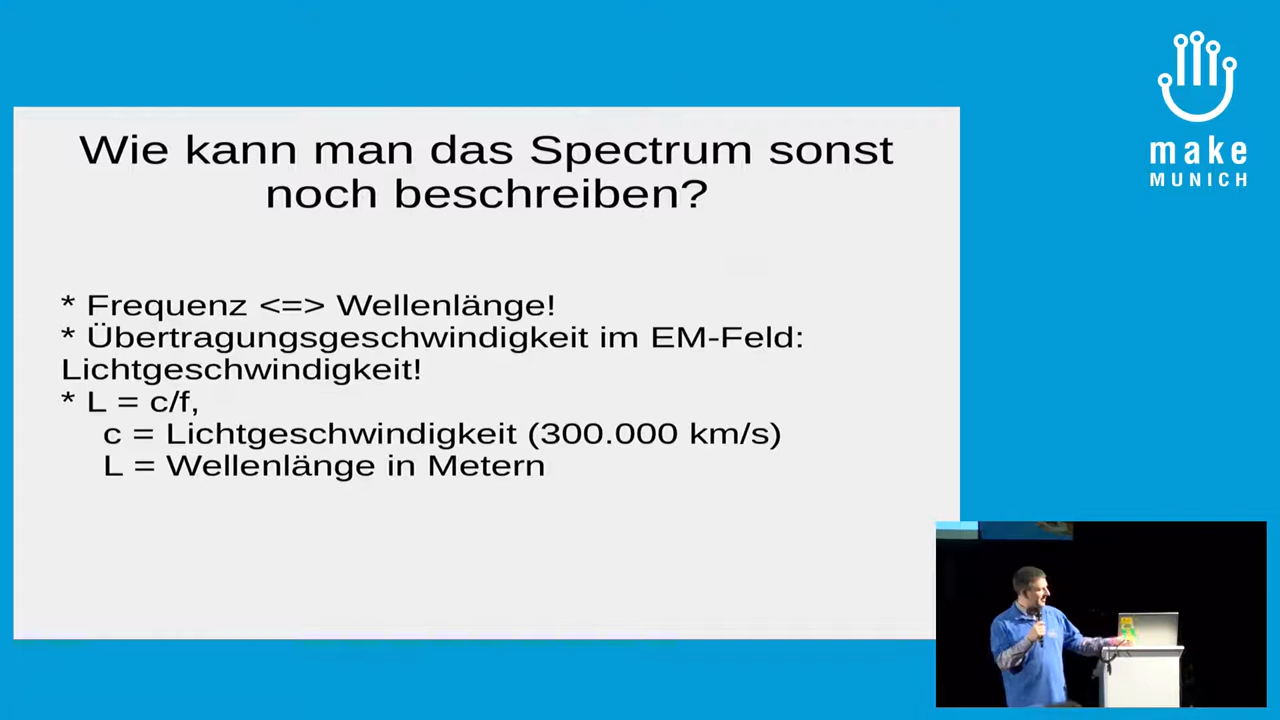 make
MUNICH
Wie kann man das Spectrum sonst
noch beschreiben?
* Frequenz <=> Wellenlänge!
* Übertragungsgeschwindigkeit im EM-Feld:
Lichtgeschwindigkeit!
* L = c/f,
c = Lichtgeschwindigkeit (300.000 km/s)
L = Wellenlänge in Metern